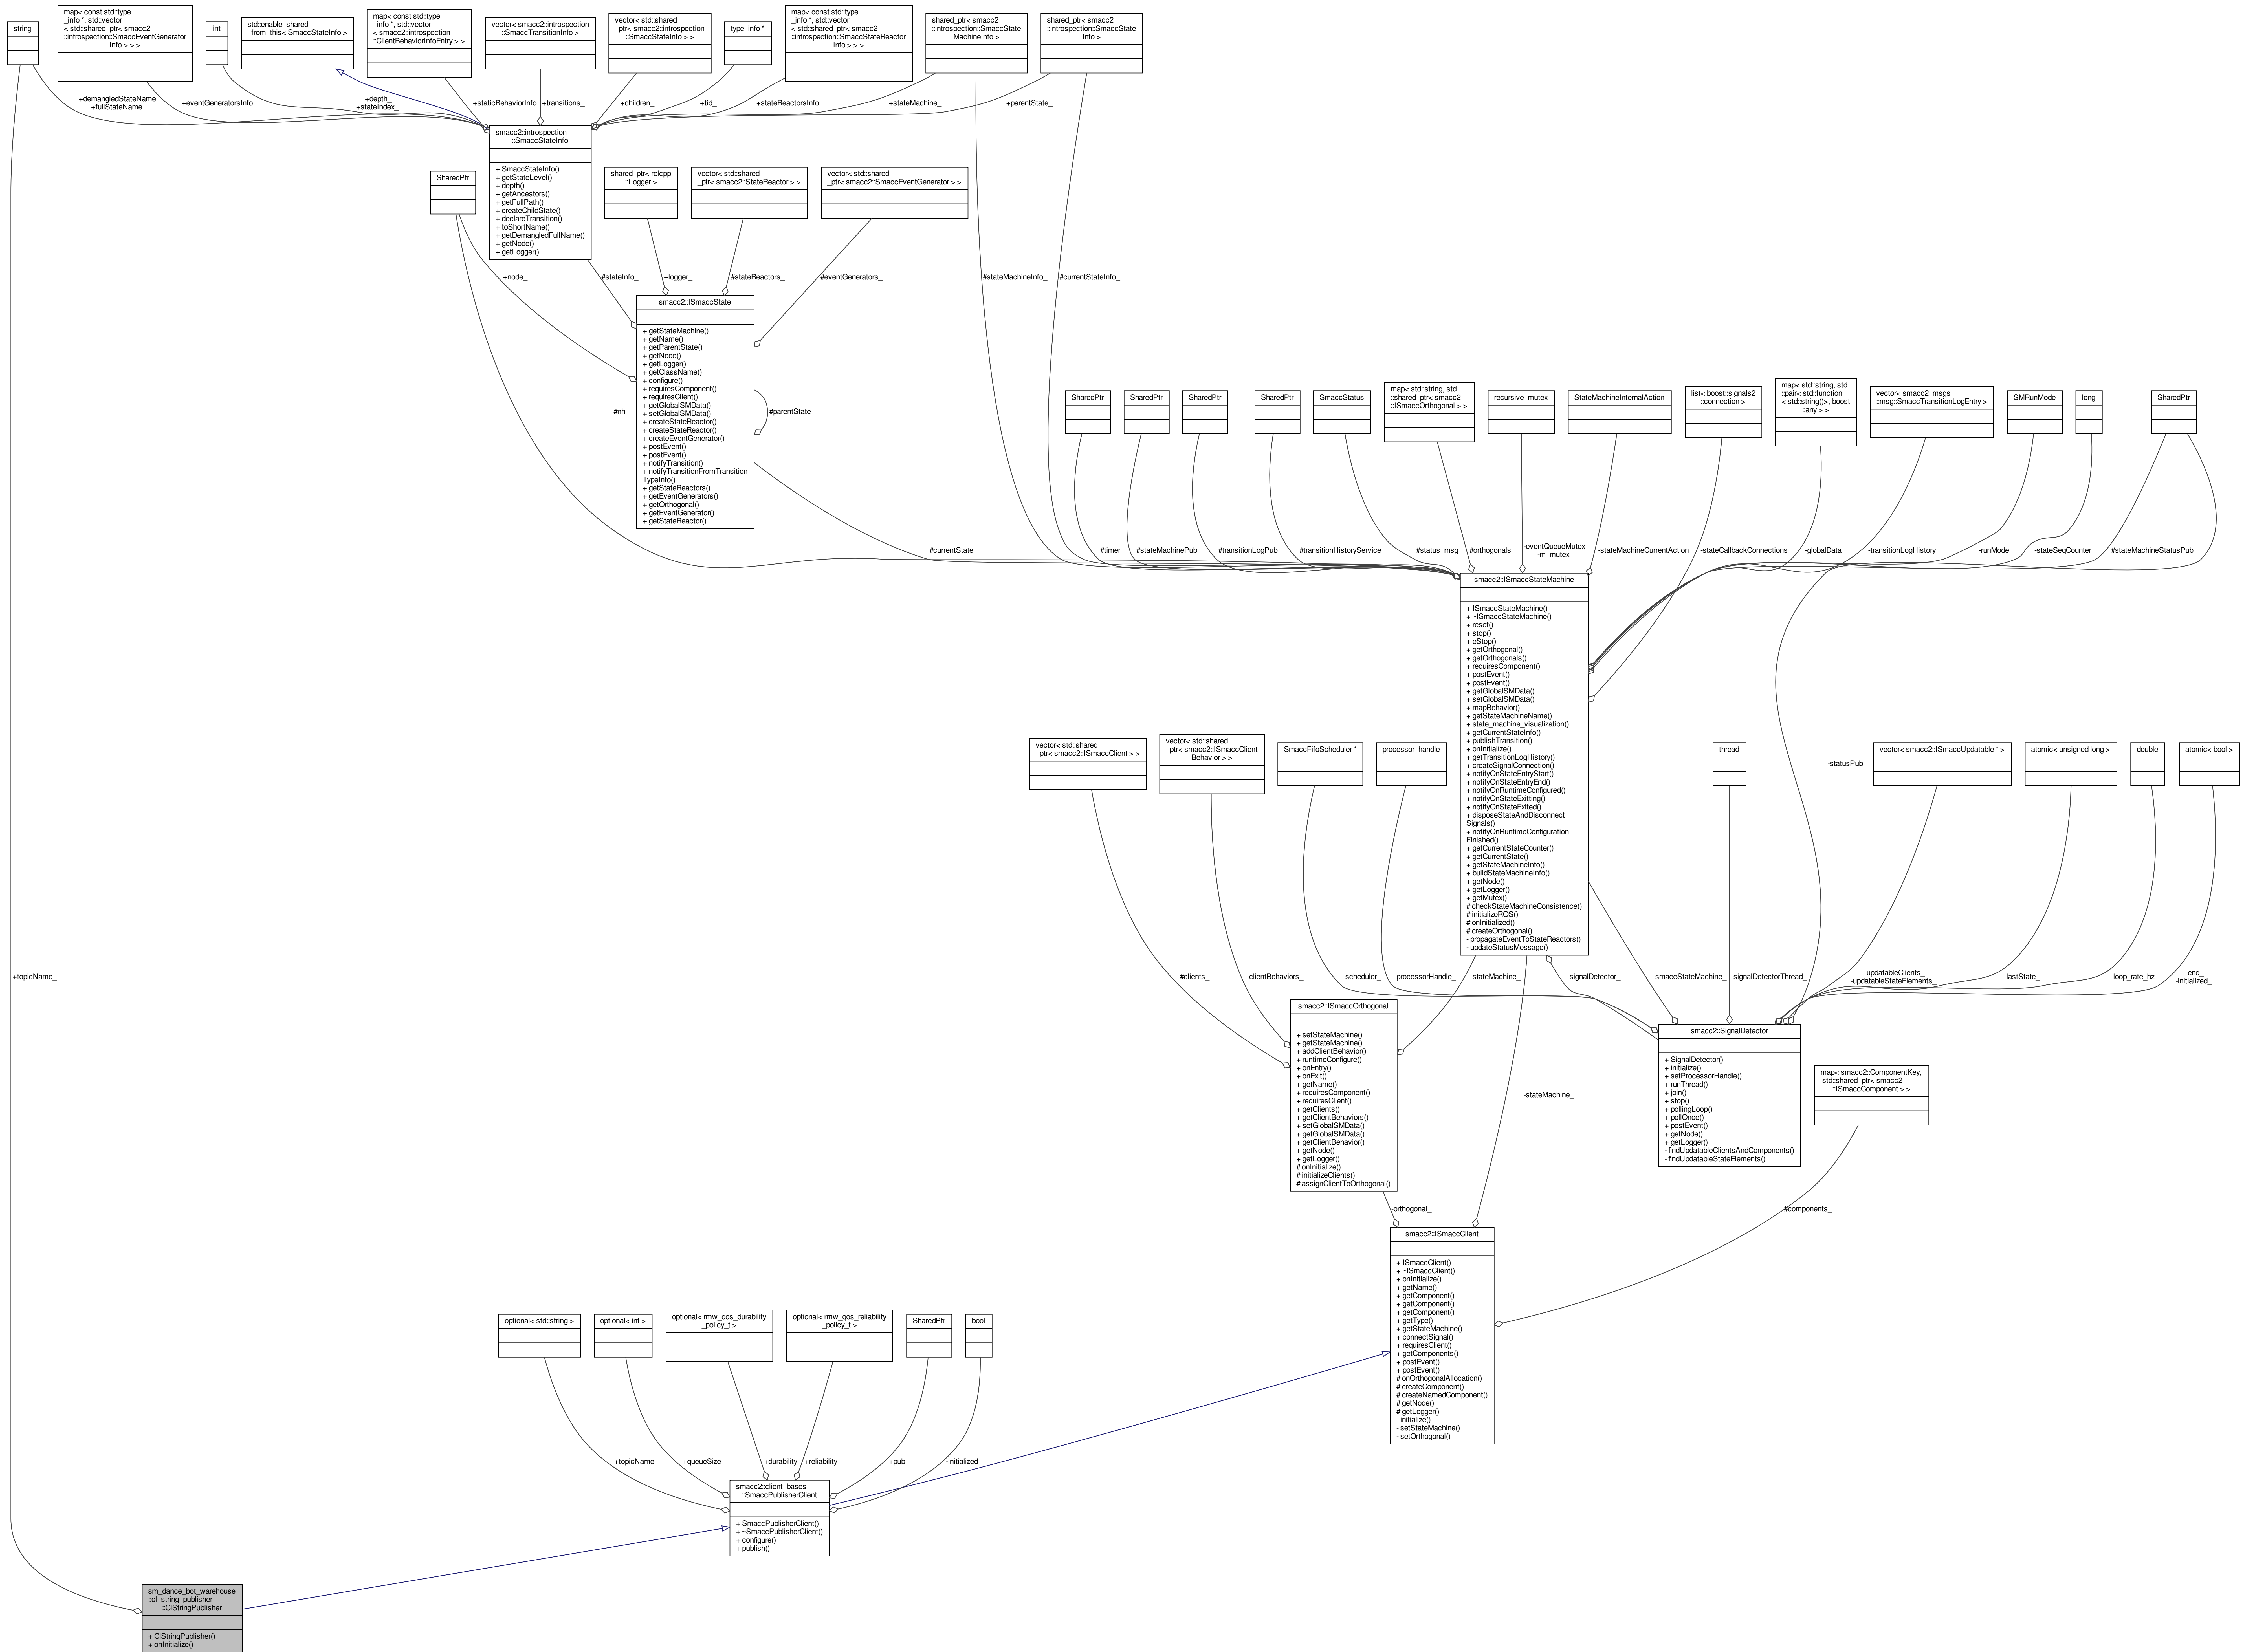 string
map< const std::type
_info *, std::vector
< std::shared_ptr< smacc2
::introspection::SmaccEventGenerator
Info > > >
int
std::enable_shared
_from_this< SmaccStateInfo >
map< const std::type
_info *, std::vector
< smacc2::introspection
::ClientBehaviorInfoEntry > >
vector< smacc2::introspection
::SmaccTransitionInfo >
vector< std::shared
_ptr< smacc2::introspection
::SmaccStateInfo > >
type_info *
map< const std::type
_info *, std::vector
< std::shared_ptr< smacc2
::introspection::SmaccStateReactor
Info > > >
shared_ptr< smacc2
::introspection::SmaccState
MachineInfo >
shared_ptr< smacc2
::introspection::SmaccState
Info >
+demangledStateName
+fullStateName
+eventGeneratorsInfo
+depth_
+stateIndex_
+staticBehaviorInfo
+transitions_
+children_
+tid_
+stateReactorsInfo
+stateMachine_
+parentState_
smacc2::introspection
::SmaccStateInfo
+ SmaccStateInfo()
+ getStateLevel()
+ depth()
+ getAncestors()
+ getFullPath()
+ createChildState()
+ declareTransition()
+ toShortName()
+ getDemangledFullName()
+ getNode()
+ getLogger()
SharedPtr
shared_ptr< rclcpp
::Logger >
vector< std::shared
_ptr< smacc2::StateReactor > >
vector< std::shared
_ptr< smacc2::SmaccEventGenerator > >
+node_
#stateInfo_
+logger_
#stateReactors_
#eventGenerators_
#stateMachineInfo_
#currentStateInfo_
smacc2::ISmaccState
+ getStateMachine()
+ getName()
+ getParentState()
+ getNode()
+ getLogger()
+ getClassName()
+ configure()
+ requiresComponent()
+ requiresClient()
+ getGlobalSMData()
+ setGlobalSMData()
+ createStateReactor()
+ createStateReactor()
+ createEventGenerator()
+ postEvent()
+ postEvent()
+ notifyTransition()
+ notifyTransitionFromTransition
TypeInfo()
+ getStateReactors()
+ getEventGenerators()
+ getOrthogonal()
+ getEventGenerator()
+ getStateReactor()
#nh_
#parentState_
SharedPtr
SharedPtr
SharedPtr
SharedPtr
SmaccStatus
map< std::string, std
::shared_ptr< smacc2
::ISmaccOrthogonal > >
recursive_mutex
StateMachineInternalAction
list< boost::signals2
::connection >
map< std::string, std
::pair< std::function
< std::string()>, boost
::any > >
vector< smacc2_msgs
::msg::SmaccTransitionLogEntry >
SMRunMode
long
SharedPtr
#currentState_
#timer_
#stateMachinePub_
#transitionLogPub_
#transitionHistoryService_
#status_msg_
#orthogonals_
-eventQueueMutex_
-m_mutex_
-stateMachineCurrentAction
-stateCallbackConnections
-globalData_
-transitionLogHistory_
-runMode_
-stateSeqCounter_
#stateMachineStatusPub_
smacc2::ISmaccStateMachine
+ ISmaccStateMachine()
+ ~ISmaccStateMachine()
+ reset()
+ stop()
+ eStop()
+ getOrthogonal()
+ getOrthogonals()
+ requiresComponent()
+ postEvent()
+ postEvent()
+ getGlobalSMData()
+ setGlobalSMData()
+ mapBehavior()
+ getStateMachineName()
+ state_machine_visualization()
+ getCurrentStateInfo()
+ publishTransition()
+ onInitialize()
+ getTransitionLogHistory()
+ createSignalConnection()
+ notifyOnStateEntryStart()
+ notifyOnStateEntryEnd()
+ notifyOnRuntimeConfigured()
+ notifyOnStateExitting()
+ notifyOnStateExited()
+ disposeStateAndDisconnect
Signals()
+ notifyOnRuntimeConfiguration
Finished()
+ getCurrentStateCounter()
+ getCurrentState()
+ getStateMachineInfo()
+ buildStateMachineInfo()
+ getNode()
+ getLogger()
+ getMutex()
# checkStateMachineConsistence()
# initializeROS()
# onInitialized()
# createOrthogonal()
- propagateEventToStateReactors()
- updateStatusMessage()
vector< std::shared
_ptr< smacc2::ISmaccClient > >
vector< std::shared
_ptr< smacc2::ISmaccClient
Behavior > >
SmaccFifoScheduler *
processor_handle
thread
-statusPub_
vector< smacc2::ISmaccUpdatable * >
atomic< unsigned long >
double
atomic< bool >
+topicName_
#clients_
-clientBehaviors_
-scheduler_
-processorHandle_
-stateMachine_
-signalDetector_
-smaccStateMachine_
-signalDetectorThread_
-updatableClients_
-updatableStateElements_
-lastState_
-loop_rate_hz
-end_
-initialized_
smacc2::ISmaccOrthogonal
+ setStateMachine()
+ getStateMachine()
+ addClientBehavior()
+ runtimeConfigure()
+ onEntry()
+ onExit()
+ getName()
+ requiresComponent()
+ requiresClient()
+ getClients()
+ getClientBehaviors()
+ setGlobalSMData()
+ getGlobalSMData()
+ getClientBehavior()
+ getNode()
+ getLogger()
# onInitialize()
# initializeClients()
# assignClientToOrthogonal()
smacc2::SignalDetector
+ SignalDetector()
+ initialize()
+ setProcessorHandle()
+ runThread()
+ join()
+ stop()
+ pollingLoop()
+ pollOnce()
+ postEvent()
+ getNode()
+ getLogger()
- findUpdatableClientsAndComponents()
- findUpdatableStateElements()
map< smacc2::ComponentKey,
std::shared_ptr< smacc2
::ISmaccComponent > >
-stateMachine_
-orthogonal_
#components_
smacc2::ISmaccClient
+ ISmaccClient()
+ ~ISmaccClient()
+ onInitialize()
+ getName()
+ getComponent()
+ getComponent()
+ getComponent()
+ getType()
+ getStateMachine()
+ connectSignal()
+ requiresClient()
+ getComponents()
+ postEvent()
+ postEvent()
# onOrthogonalAllocation()
# createComponent()
# createNamedComponent()
# getNode()
# getLogger()
- initialize()
- setStateMachine()
- setOrthogonal()
optional< std::string >
optional< int >
optional< rmw_qos_durability
_policy_t >
optional< rmw_qos_reliability
_policy_t >
SharedPtr
bool
+topicName
+queueSize
+durability
+reliability
+pub_
-initialized_
smacc2::client_bases
::SmaccPublisherClient
+ SmaccPublisherClient()
+ ~SmaccPublisherClient()
+ configure()
+ publish()
sm_dance_bot_warehouse
::cl_string_publisher
::ClStringPublisher
+ ClStringPublisher()
+ onInitialize()